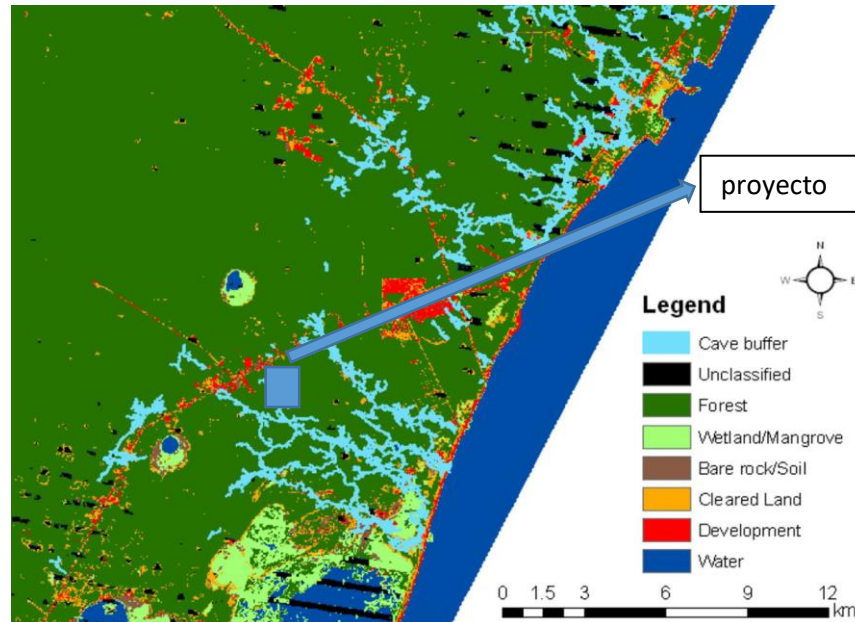 proyecto
N
W E
S
Legend
Cave buffer
Unclassified
Forest
Wetland/Mangrove
Bare rock/Soil
Cleared Land
Development
Water
0 1.5 3 6 9 12
km